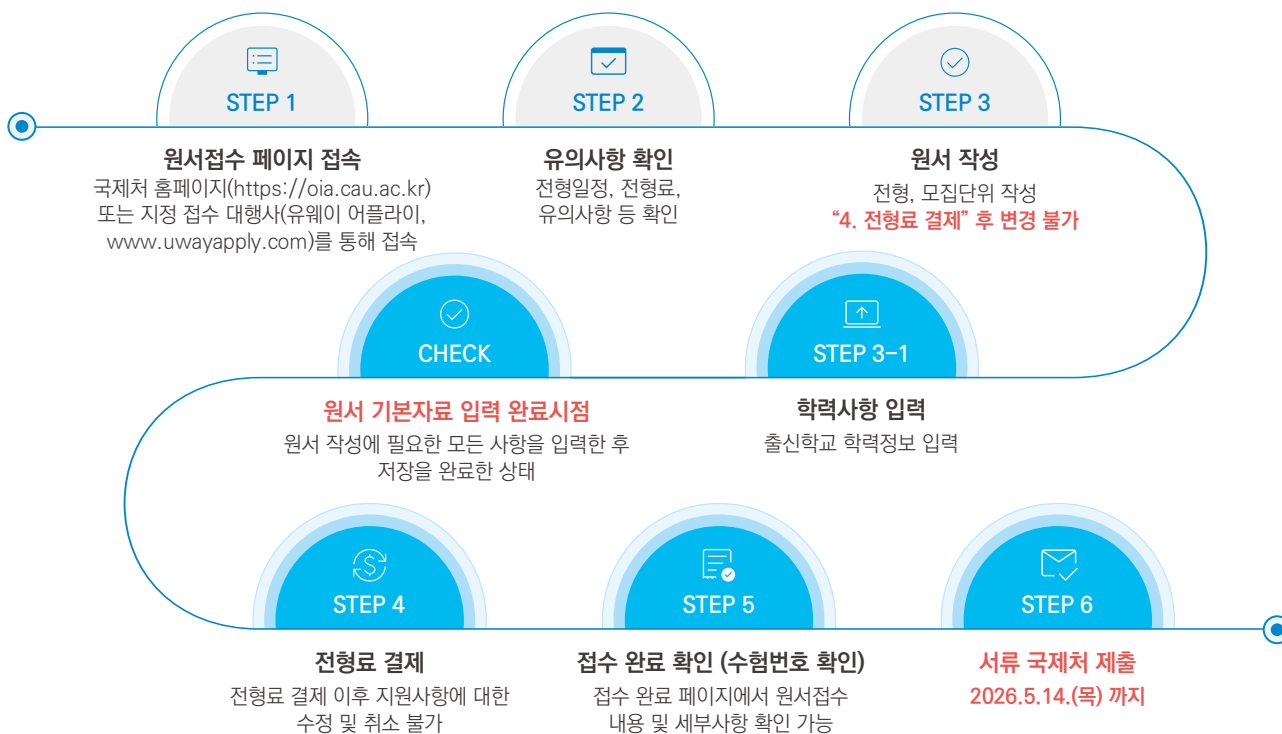 STEP 1
원서접수 페이지 접속
국제처 홈페이지(https://oia.cau.ac.kr)
또는 지정 접수 대행사(유웨이 어플라이,
www.uwayapply.com)를 통해 접속
STEP 2
유의사항 확인
전형일정, 전형료,
유의사항 등 확인
STEP 3
원서 작성
전형, 모집단위 작성
“4. 전형료 결제” 후 변경 불가
STEP 3-1
학력사항 입력
출신학교 학력정보 입력
CHECK
원서 기본자료 입력 완료시점
원서 작성에 필요한 모든 사항을 입력한 후
저장을 완료한 상태
STEP 4
전형료 결제
전형료 결제 이후 지원사항에 대한
수정 및 취소 불가
STEP 5
접수 완료 확인 (수험번호 확인)
접수 완료 페이지에서 원서접수
내용 및 세부사항 확인 가능
STEP 6
서류 국제처 제출
2026.5.14.(목) 까지